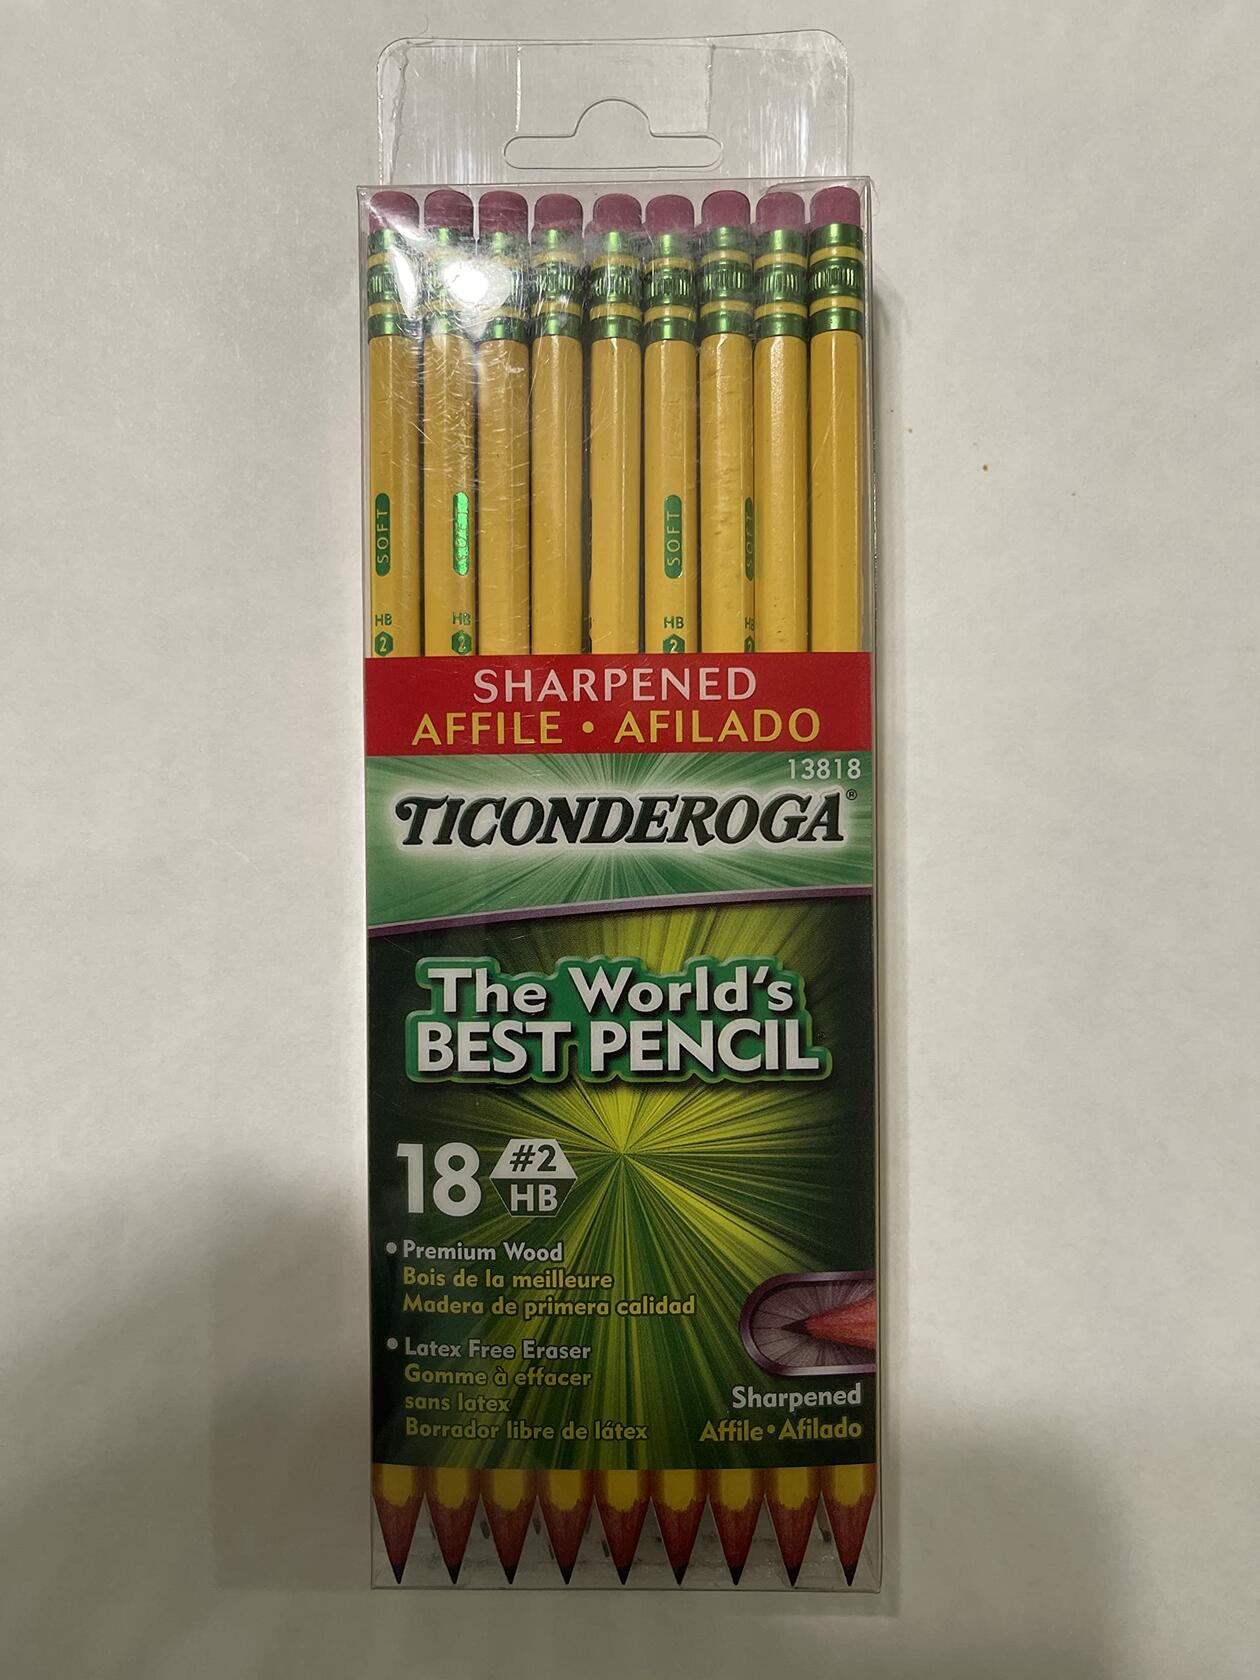 SOFT
HB
2
HB
2
SOFT
HB
2
SOFT
HB
2
SHARPENED
AFFILE • AFILADO
13818
TICONDEROGA®
The World's
BEST PENCIL
18 #2
HB
• Premium Wood
Bois de la meilleure
Madera de primera calidad
• Latex Free Eraser
Gomme à effacer
sans latex
Borrador libre de látex
Sharpened
Affile • Afilado